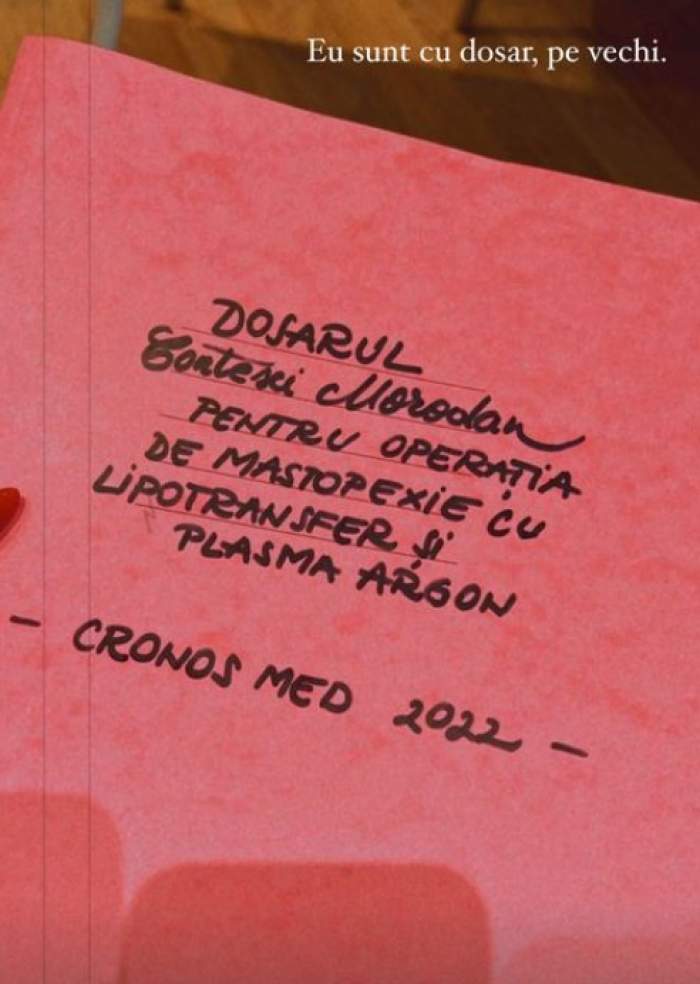 Eu sunt cu dosar, pe vechi.
DOSARUL
Contesei Morodan
PENTRU OPERAȚIA
DE MASTOPEXIE CU
LIPOTRANSFER ȘI
PLASMA ARGON
- CRONOS MED 2022 -